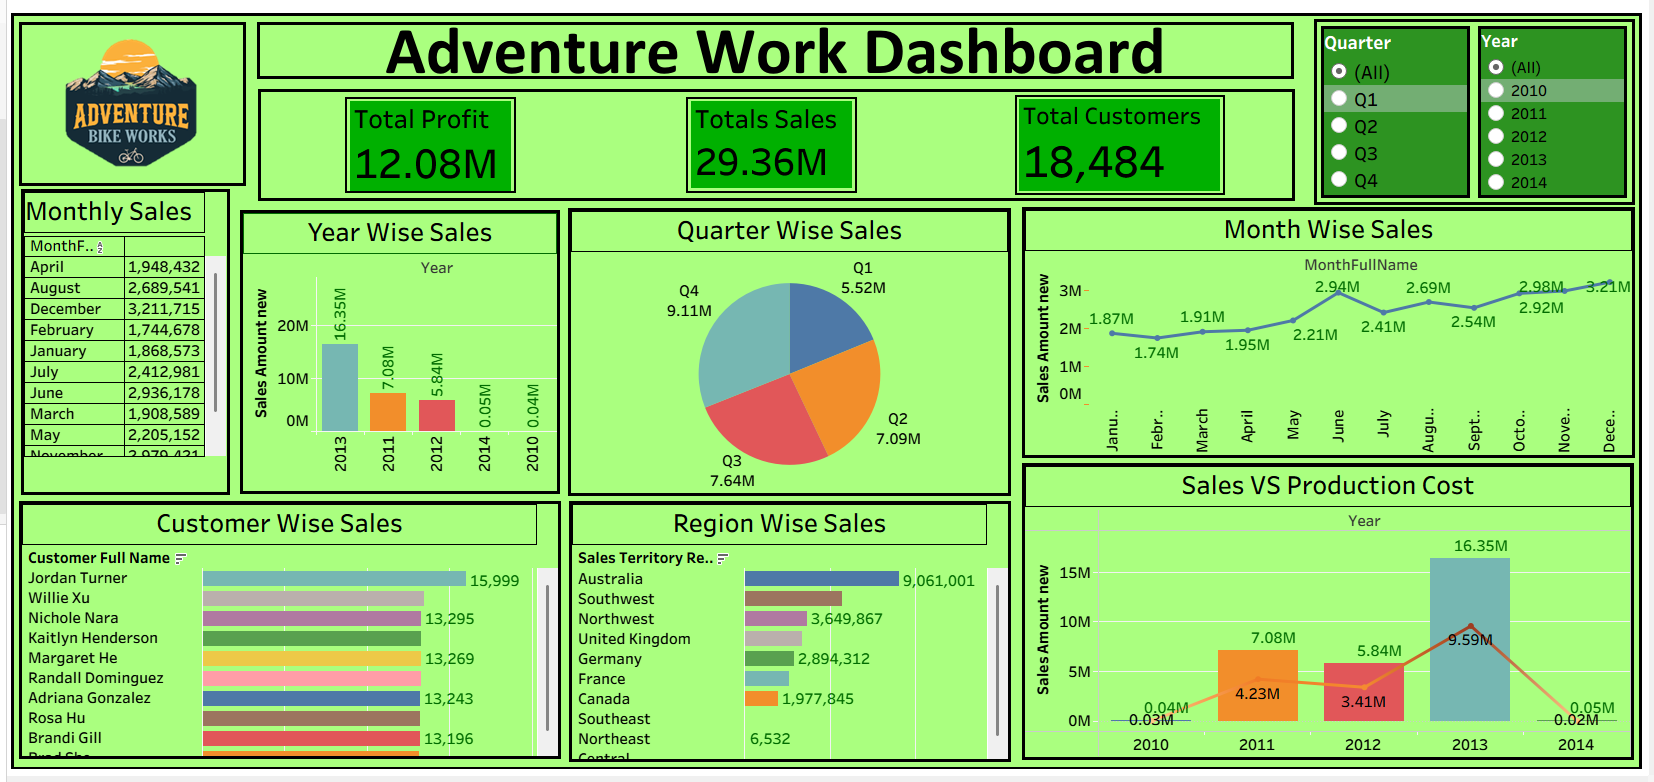 ADVENTURE
BIKE WORKS
Adventure Work Dashboard
Total Profit
12.08M
Totals Sales
29.36M
Total Customers
18,484
Quarter
(All)
Q1
Q2
Q3
Q4
Year
(All)
2010
2011
2012
2013
2014
Monthly Sales
MonthF..
April 1,948,432
August 2,689,541
December 3,211,715
February 1,744,678
January 1,868,573
July 2,412,981
June 2,936,178
March 1,908,589
May 2,205,152
November 2,979,421
Year Wise Sales
Year
Sales Amount new
20M
10M
0M
16.35M
7.08M
5.84M
0.05M
0.04M
2013
2011
2012
2014
2010
Quarter Wise Sales
Q1
5.52M
Q2
7.09M
Q3
7.64M
Q4
9.11M
Month Wise Sales
MonthFullName
Sales Amount new
3M
2M
1M
0M
1.87M
1.74M
1.91M
1.95M
2.21M
2.94M
2.41M
2.69M
2.54M
2.92M
2.98M
3.21M
Janu..
Febr..
March
April
May
June
July
Augu..
Sept..
Octo..
Nove..
Dece..
Customer Wise Sales
Customer Full Name
Jordan Turner 15,999
Willie Xu
Nichole Nara 13,295
Kaitlyn Henderson
Margaret He 13,269
Randall Dominguez
Adriana Gonzalez 13,243
Rosa Hu
Brandi Gill 13,196
Region Wise Sales
Sales Territory Re..
Australia 9,061,001
Southwest
Northwest 3,649,867
United Kingdom
Germany 2,894,312
France
Canada 1,977,845
Southeast
Northeast 6,532
Central
Sales VS Production Cost
Year
Sales Amount new
15M
10M
5M
0M
0.04M
0.03M
7.08M
4.23M
5.84M
3.41M
16.35M
9.59M
0.05M
0.02M
2010 2011 2012 2013 2014